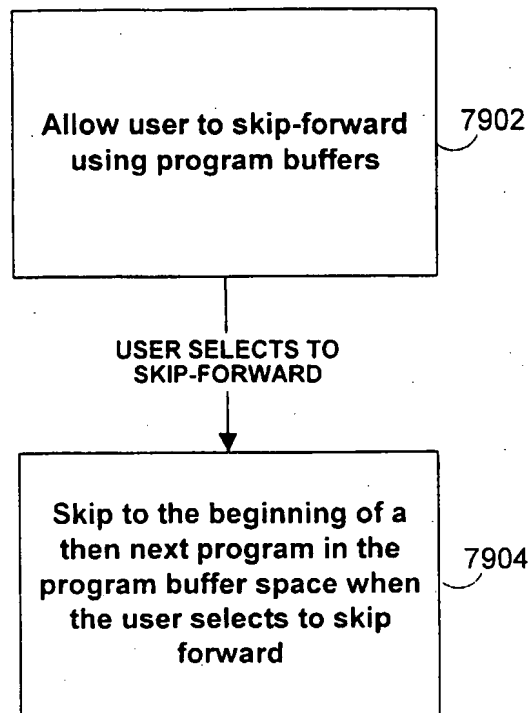 Allow user to skip-forward
using program buffers
7902
USER SELECTS TO
SKIP-FORWARD
Skip to the beginning of a
then next program in the
program buffer space when
the user selects to skip
forward
7904